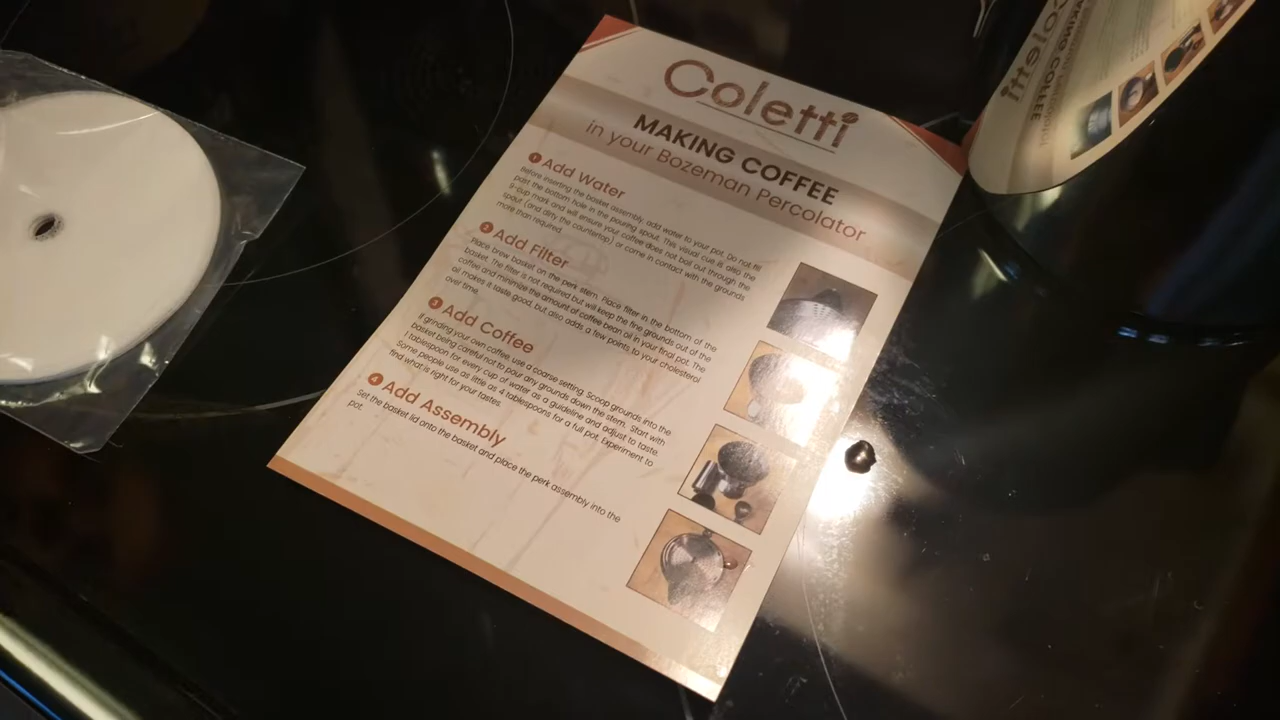 Coletti
MAKING COFFEE
in your Bozeman Percolator
1 Add Water
Before inserting the basket assembly, add water to your pot. Do not fill
past the bottom hole in the pouring spout. This visual cue is also the
9-cup mark and will ensure your coffee does not boil out through the
spout (and dirty the countertop) or come in contact with the grounds
more than required.
2 Add Filter
Place brew basket on the perk stem. Place filter in the bottom of the
basket. The filter is not required but will keep the fine grounds out of the
coffee and minimize the amount of coffee bean oil in your final pot. The
oil makes it taste good, but also adds a few points to your cholesterol
over time.
3 Add Coffee
If grinding your own coffee, use a coarse setting. Scoop grounds into the
basket being careful not to pour any grounds down the stem. Start with
1 tablespoon for every cup of water as a guideline and adjust to taste.
Some people use as little as 4 tablespoons for a full pot. Experiment to
find what is right for your tastes.
4 Add Assembly
Set the basket lid onto the basket and place the perk assembly into the
pot.
Coletti
MAKING COFFEE